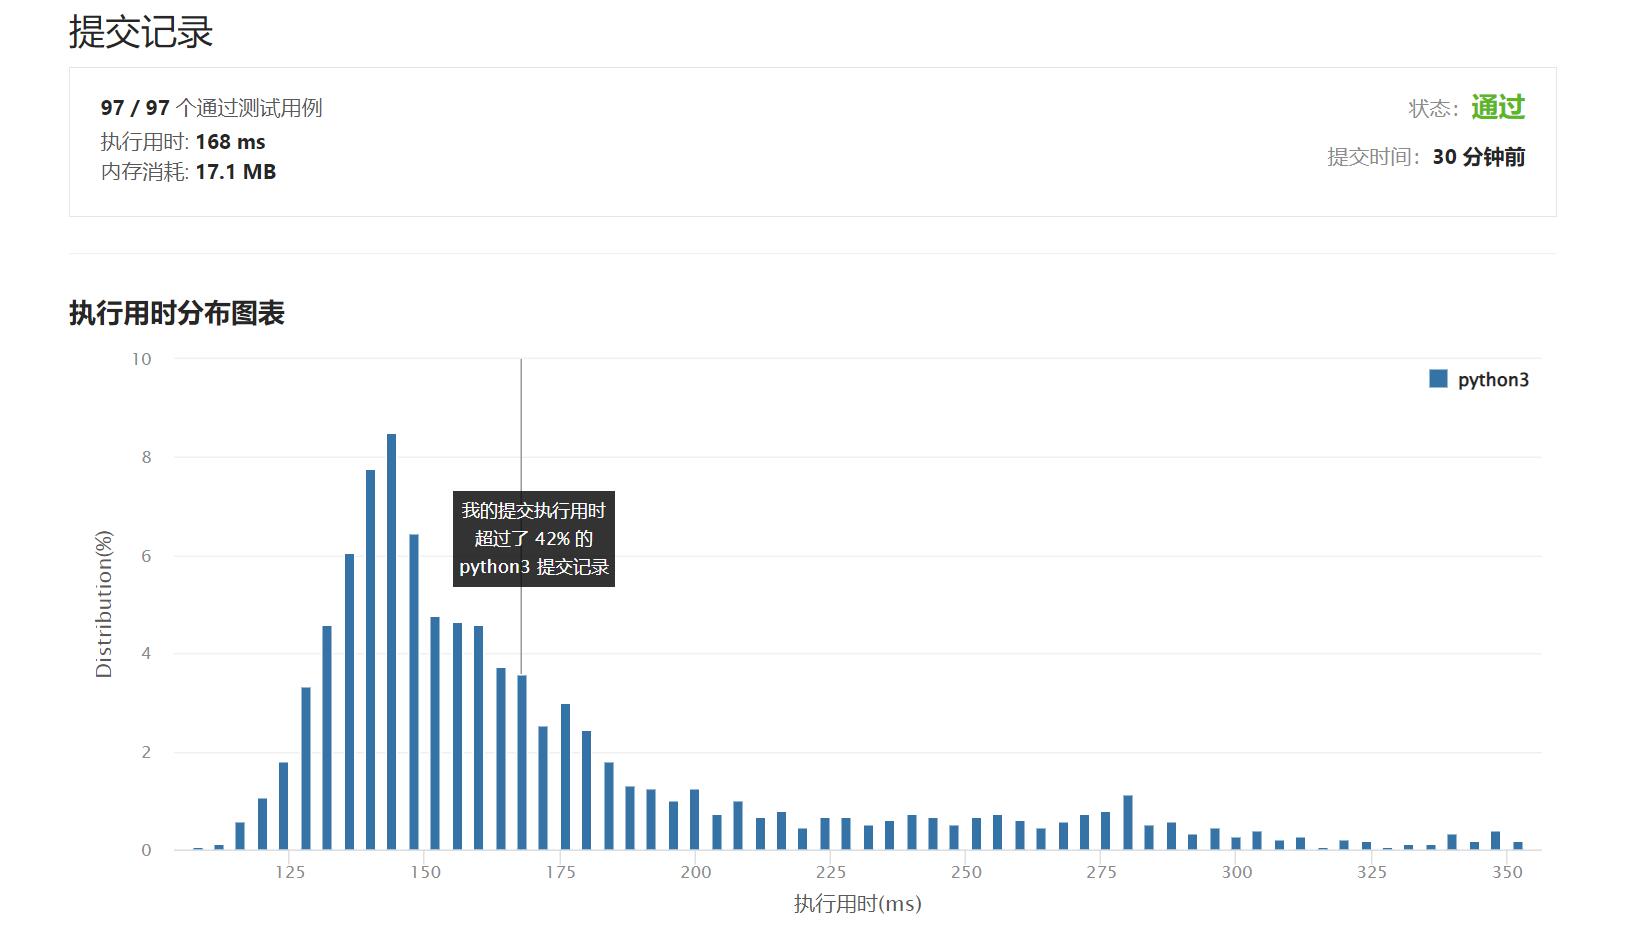 提交记录
97 / 97 个通过测试用例
状态：通过
执行用时: 168 ms
提交时间：30 分钟前
内存消耗: 17.1 MB
执行用时分布图表
python3
10
8
6
4
2
0
Distribution(%)
我的提交执行用时
超过了 42% 的
python3 提交记录
125 150 175 200 225 250 275 300 325 350
执行用时(ms)